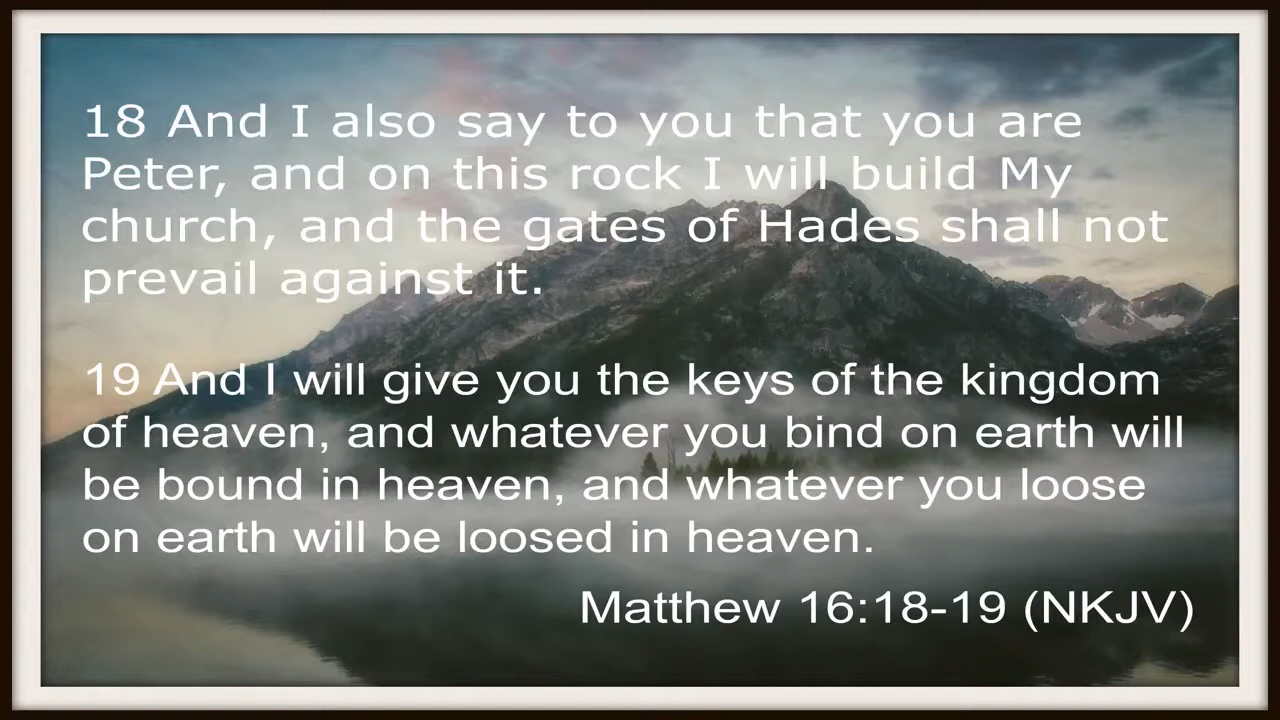 18 And I also say to you that you are
Peter, and on this rock I will build My
church, and the gates of Hades shall not
prevail against it.
19 And I will give you the keys of the kingdom
of heaven, and whatever you bind on earth will
be bound in heaven, and whatever you loose
on earth will be loosed in heaven.
Matthew 16:18-19 (NKJV)